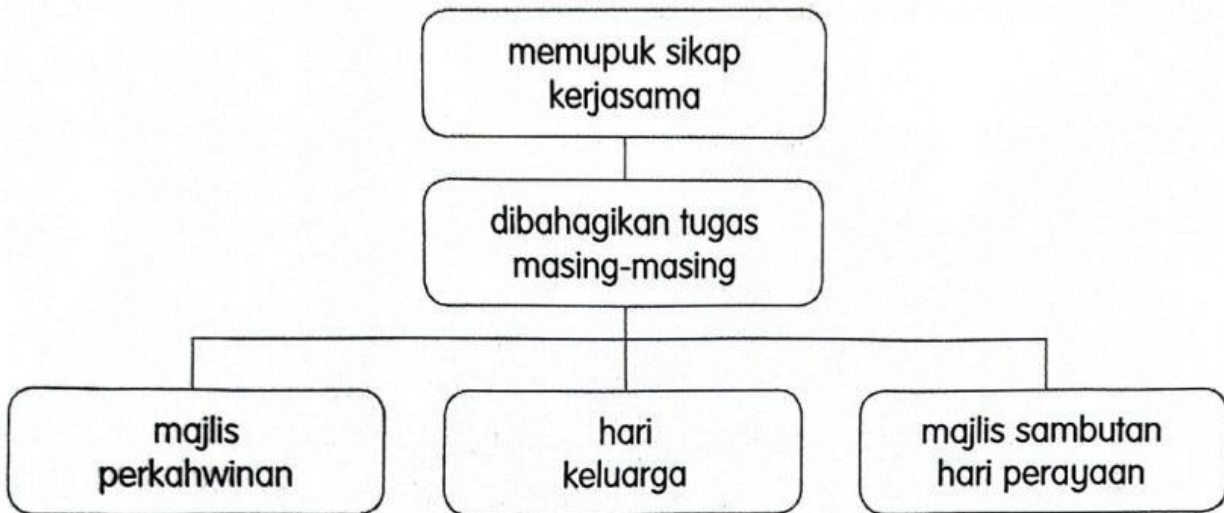 memupuk sikap
kerjasama
dibahagikan tugas
masing-masing
majlis
perkahwinan
hari
keluarga
majlis sambutan
hari perayaan